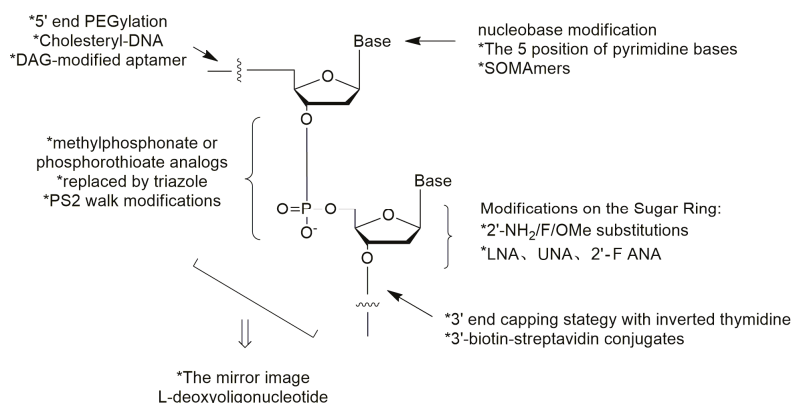 *5' end PEGylation
*Cholesteryl-DNA
*DAG-modified aptamer
Base
nucleobase modification
*The 5 position of pyrimidine bases
*SOMAmers
O
O
*methylphosphonate or
phosphorothioate analogs
*replaced by triazole
*PS2 walk modifications
Base
O=P-O
O-
O
O
Modifications on the Sugar Ring:
*2'-NH2/F/OMe substitutions
*LNA、UNA、2'-F ANA
*3' end capping stategy with inverted thymidine
*3'-biotin-streptavidin conjugates
*The mirror image
L-deoxyoligonucleotide